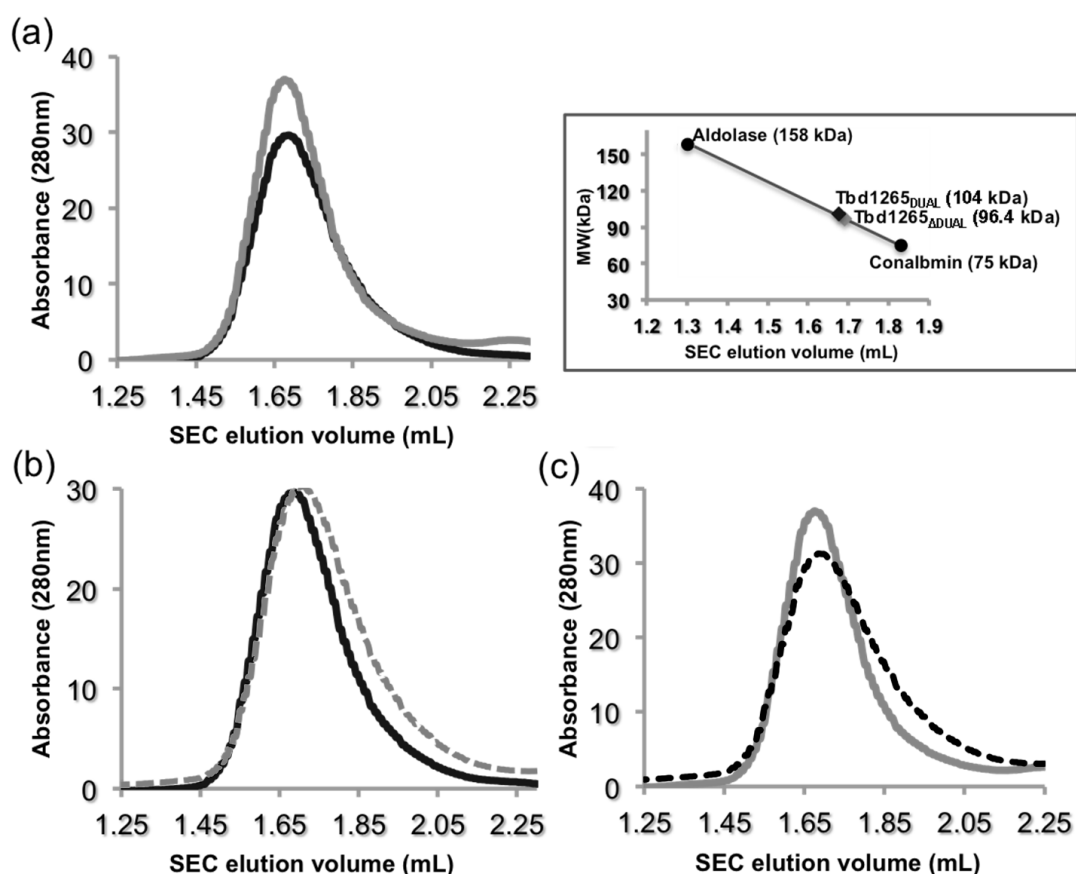 (a)
40
30
20
10
0
Absorbance (280nm)
1.25 1.45 1.65 1.85 2.05 2.25
SEC elution volume (mL)
Aldolase (158 kDa)
Tbd1265DUAL (104 kDa)
Tbd1265ΔDUAL (96.4 kDa)
Conalbmin (75 kDa)
150
120
90
60
30
MW(kDa)
1.2 1.3 1.4 1.5 1.6 1.7 1.8 1.9
SEC elution volume (mL)
(b)
30
20
10
0
Absorbance (280nm)
1.25 1.45 1.65 1.85 2.05 2.25
SEC elution volume (mL)
(c)
40
30
20
10
0
Absorbance (280nm)
1.25 1.45 1.65 1.85 2.05 2.25
SEC elution volume (mL)